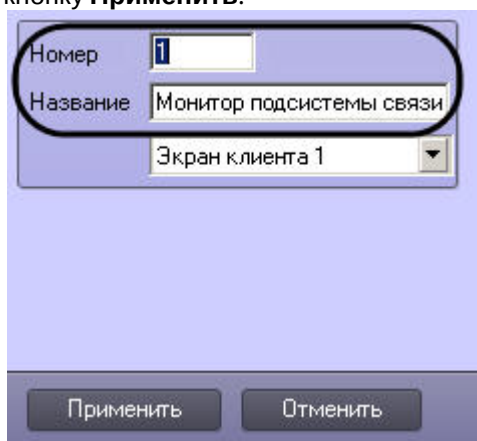 кнопку Применить.
Номер 1
Название Монитор подсистемы связи
Экран клиента 1
Применить Отменить